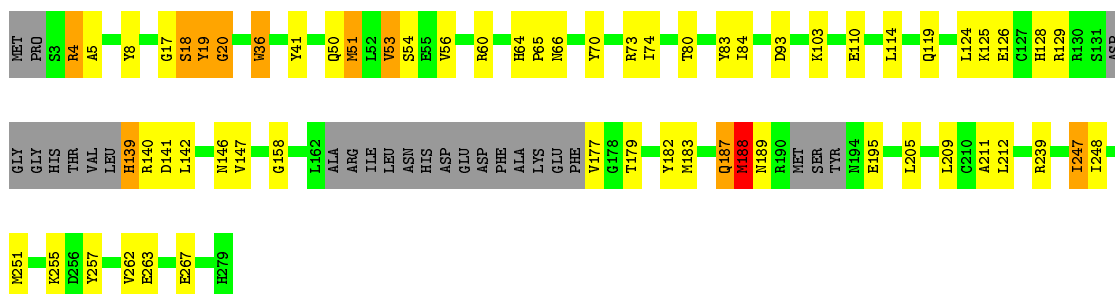 MET PRO S3 R4 A5 Y8 G17 S18 Y19 G20 W36 Y41 Q50 M51 L52 V53 S54 E55 V56 R60 H64 P65 N66 Y70 R73 I74 T80 Y83 I84 D93 K103 E110 L114 Q119 L124 K125 E126 C127 H128 R129 R130 S131 ASP
GLY GLY HIS THR VAL LEU H139 R140 D141 L142 N146 V147 G158 L162 ALA ARG ILE LEU ASN HIS ASP GLU ASP PHE ALA LYS GLU PHE V177 G178 T179 Y182 M183 Q187 M188 N189 R190 MET SER TYR N194 E195 L205 L209 C210 A211 L212 R239 I247 I248
M251 K255 D256 Y257 V262 E263 E267 H279